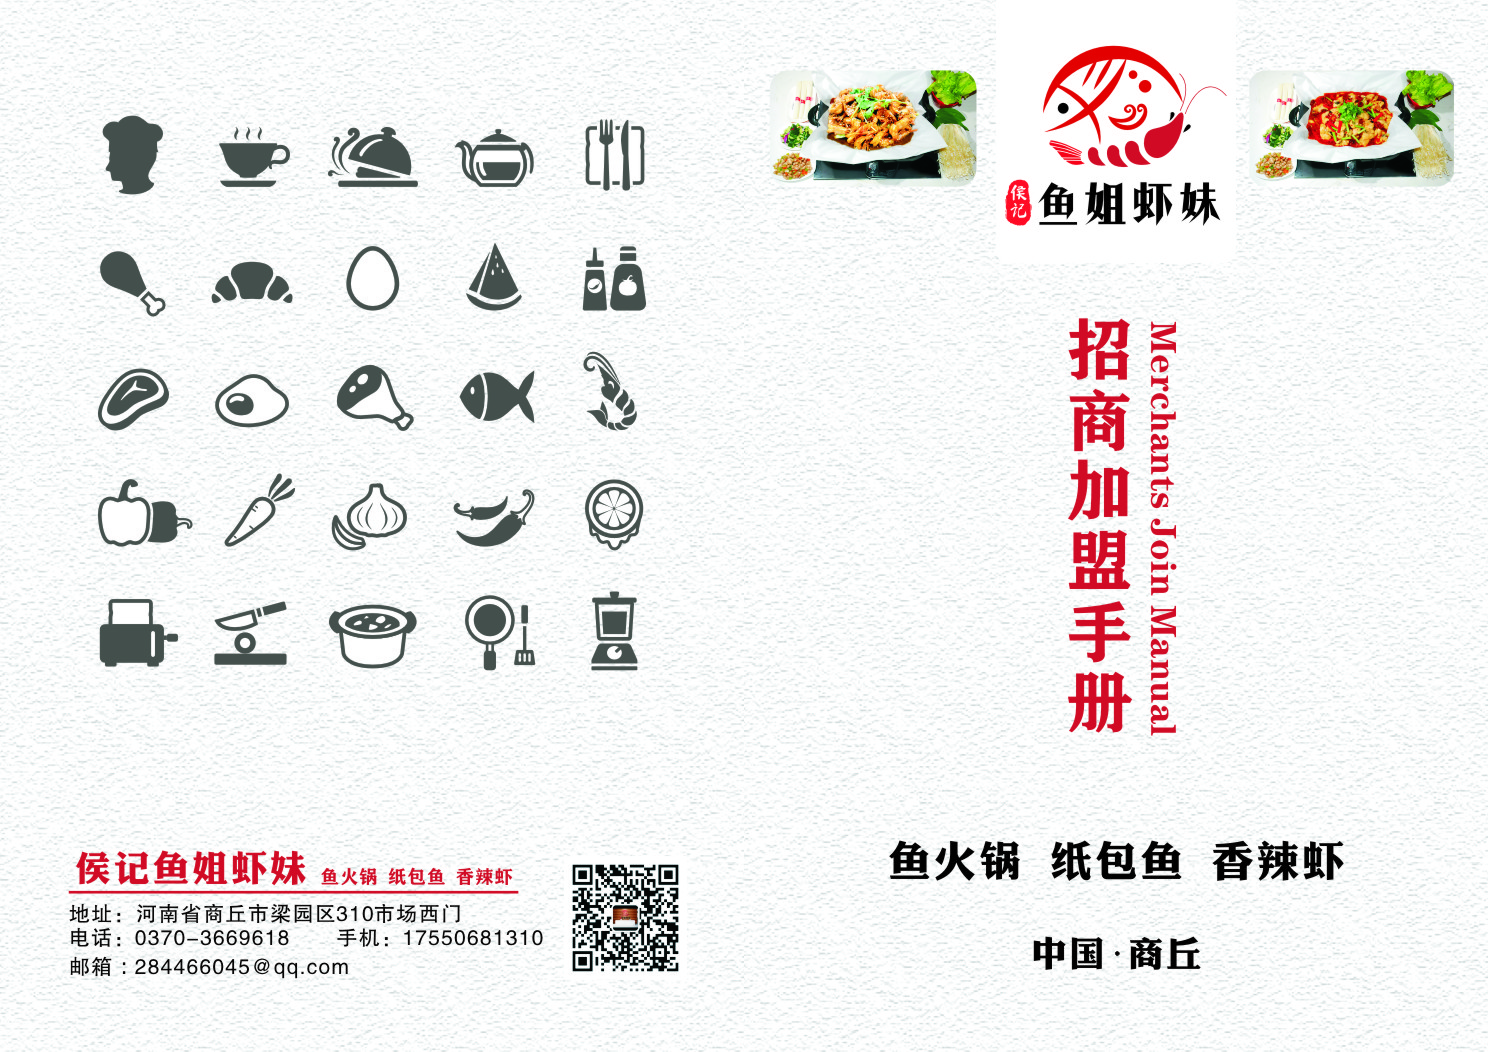 侯记
鱼姐虾妹
招商加盟手册
Merchants Join Manual
鱼火锅 纸包鱼 香辣虾
中国·商丘
侯记鱼姐虾妹 鱼火锅 纸包鱼 香辣虾
地址：河南省商丘市梁园区310市场西门
电话：0370-3669618 手机：17550681310
邮箱：284466045@qq.com